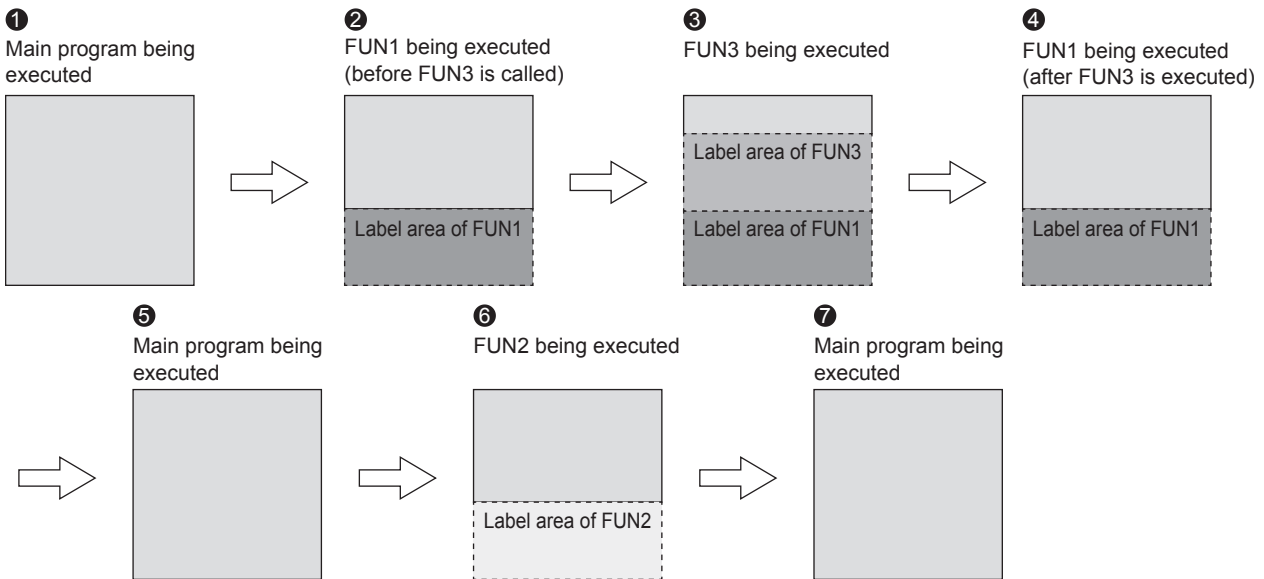 ❶
Main program being
executed
❷
FUN1 being executed
(before FUN3 is called)
Label area of FUN1
❸
FUN3 being executed
Label area of FUN3
Label area of FUN1
❹
FUN1 being executed
(after FUN3 is executed)
Label area of FUN1
❺
Main program being
executed
❻
FUN2 being executed
Label area of FUN2
❼
Main program being
executed